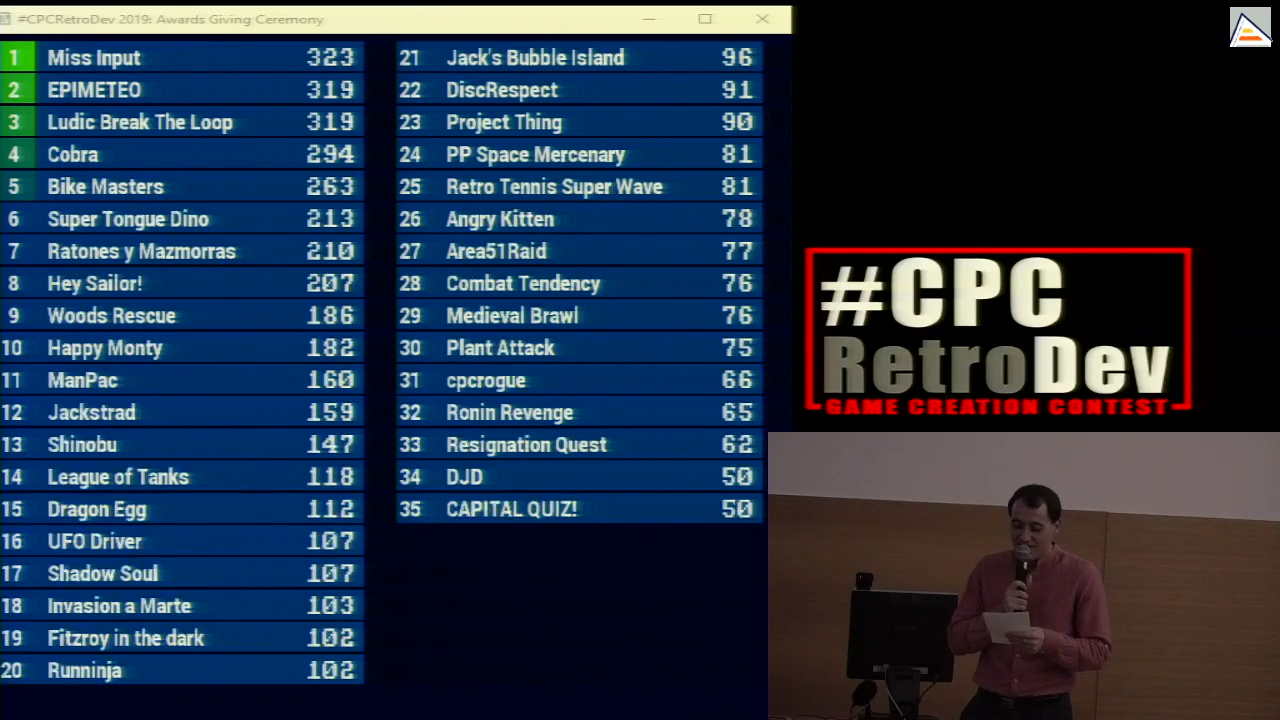 #CPCRetroDev 2019: Awards Giving Ceremony
1 Miss Input 323
2 EPIMETEO 319
3 Ludic Break The Loop 319
4 Cobra 294
5 Bike Masters 263
6 Super Tongue Dino 213
7 Ratones y Mazmorras 210
8 Hey Sailor! 207
9 Woods Rescue 186
10 Happy Monty 182
11 ManPac 160
12 Jackstrad 159
13 Shinobu 147
14 League of Tanks 118
15 Dragon Egg 112
16 UFO Driver 107
17 Shadow Soul 107
18 Invasion a Marte 103
19 Fitzroy in the dark 102
20 Runninja 102
21 Jack's Bubble Island 96
22 DiscRespect 91
23 Project Thing 90
24 PP Space Mercenary 81
25 Retro Tennis Super Wave 81
26 Angry Kitten 78
27 Area51Raid 77
28 Combat Tendency 76
29 Medieval Brawl 76
30 Plant Attack 75
31 cpcrogue 66
32 Ronin Revenge 65
33 Resignation Quest 62
34 DJD 50
35 CAPITAL QUIZ! 50
#CPC
RetroDev
GAME CREATION CONTEST